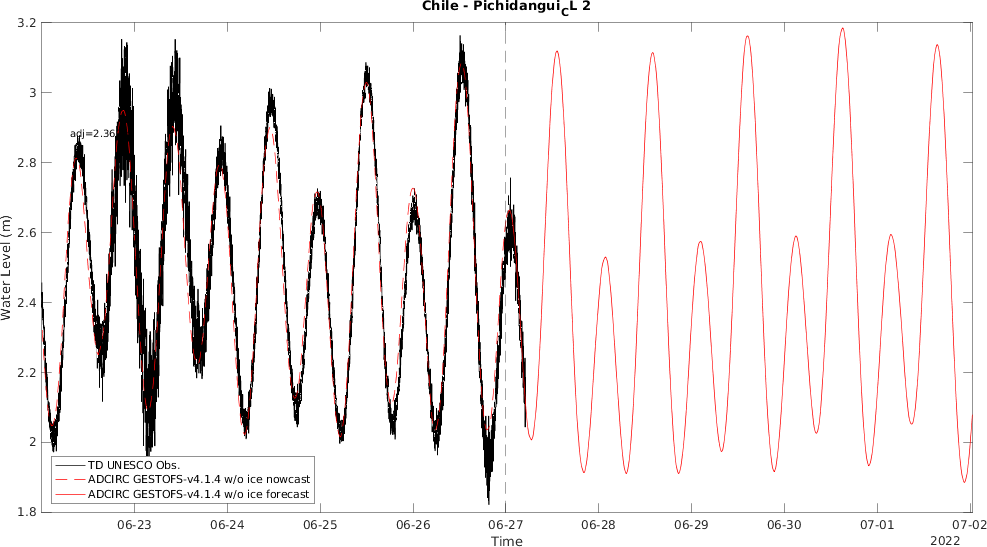 Chile - PichidanguiCL 2
3.2
3
2.8
2.6
2.4
2.2
2
1.8
Water Level (m)
adj=2.36
TD UNESCO Obs.
ADCIRC GESTOFS-v4.1.4 w/o ice nowcast
ADCIRC GESTOFS-v4.1.4 w/o ice forecast
06-23 06-24 06-25 06-26 06-27 06-28 06-29 06-30 07-01 07-02
Time
2022